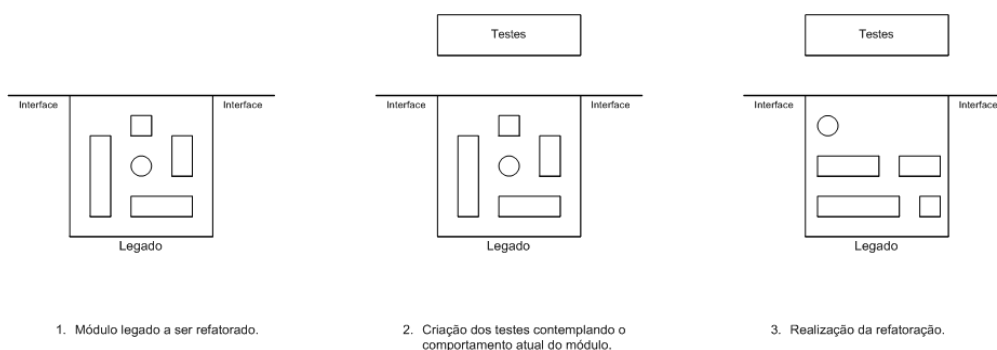 Testes
Testes
Interface
Interface
Interface
Interface
Interface
Interface
Legado
Legado
Legado
1. Módulo legado a ser refatorado.
2. Criação dos testes contemplando o
comportamento atual do módulo.
3. Realização da refatoração.